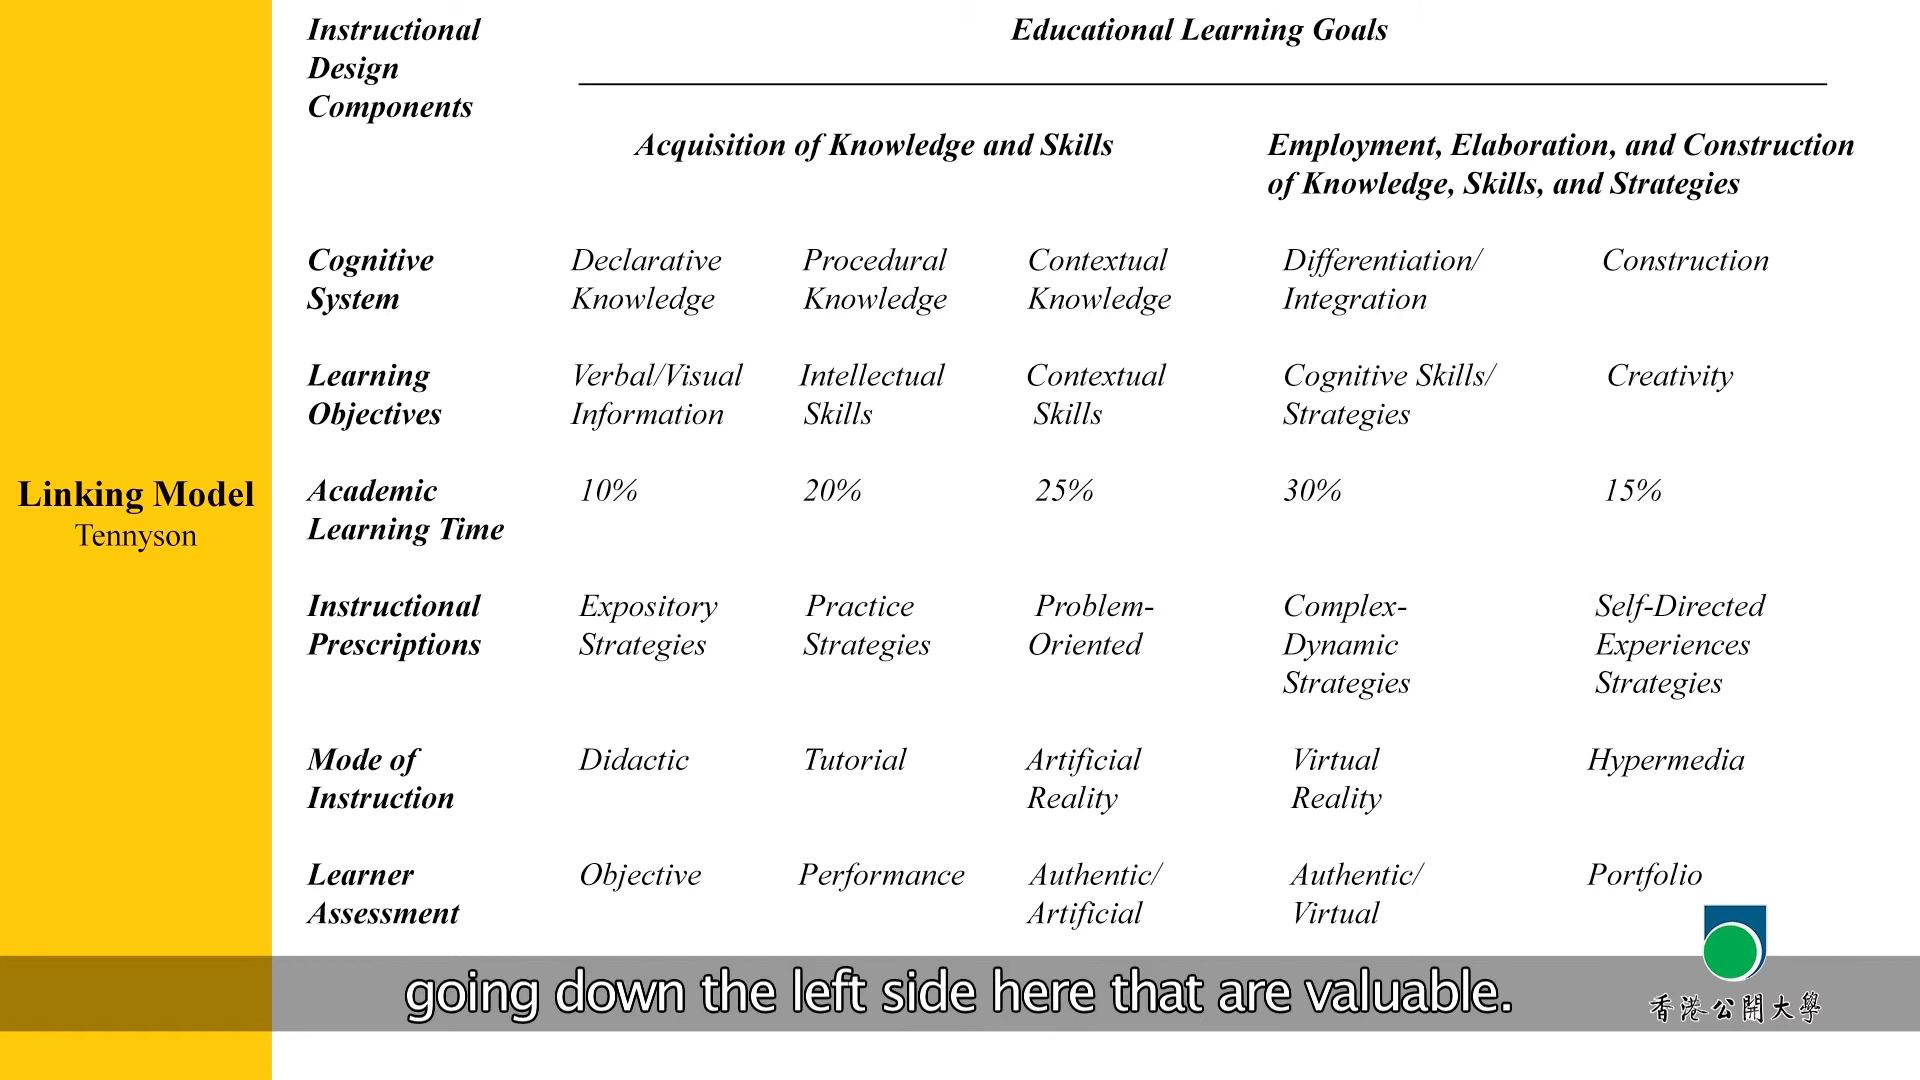 Instructional
Design
Components
Educational Learning Goals
Acquisition of Knowledge and Skills
Employment, Elaboration, and Construction
of Knowledge, Skills, and Strategies
Cognitive
System
Declarative
Knowledge
Procedural
Knowledge
Contextual
Knowledge
Differentiation/
Integration
Construction
Learning
Objectives
Verbal/Visual
Information
Intellectual
Skills
Contextual
Skills
Cognitive Skills/
Strategies
Creativity
Linking Model
Tennyson
Academic
Learning Time
10%
20%
25%
30%
15%
Instructional
Prescriptions
Expository
Strategies
Practice
Strategies
Problem-
Oriented
Complex-
Dynamic
Strategies
Self-Directed
Experiences
Strategies
Mode of
Instruction
Didactic
Tutorial
Artificial
Reality
Virtual
Reality
Hypermedia
Learner
Assessment
Objective
Performance
Authentic/
Artificial
Authentic/
Virtual
Portfolio
going down the left side here that are valuable.
香港公開大學